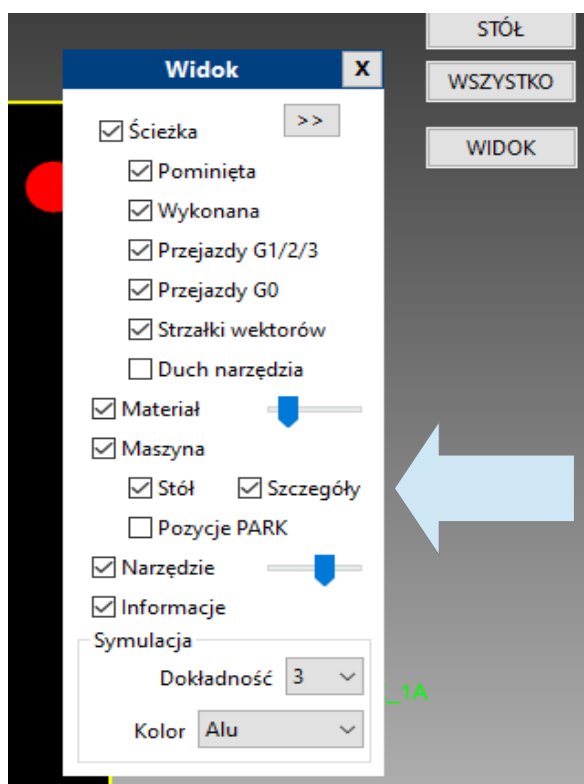 STÓŁ
Widok X
WSZYSTKO
Ścieżka >>
WIDOK
Pominięta
Wykonana
Przejazdy G1/2/3
Przejazdy G0
Strzałki wektorów
Duch narzędzia
Materiał
Maszyna
Stół Szczegóły
Pozycje PARK
Narzędzie
Informacje
Symulacja
Dokładność 3
_1A
Kolor Alu